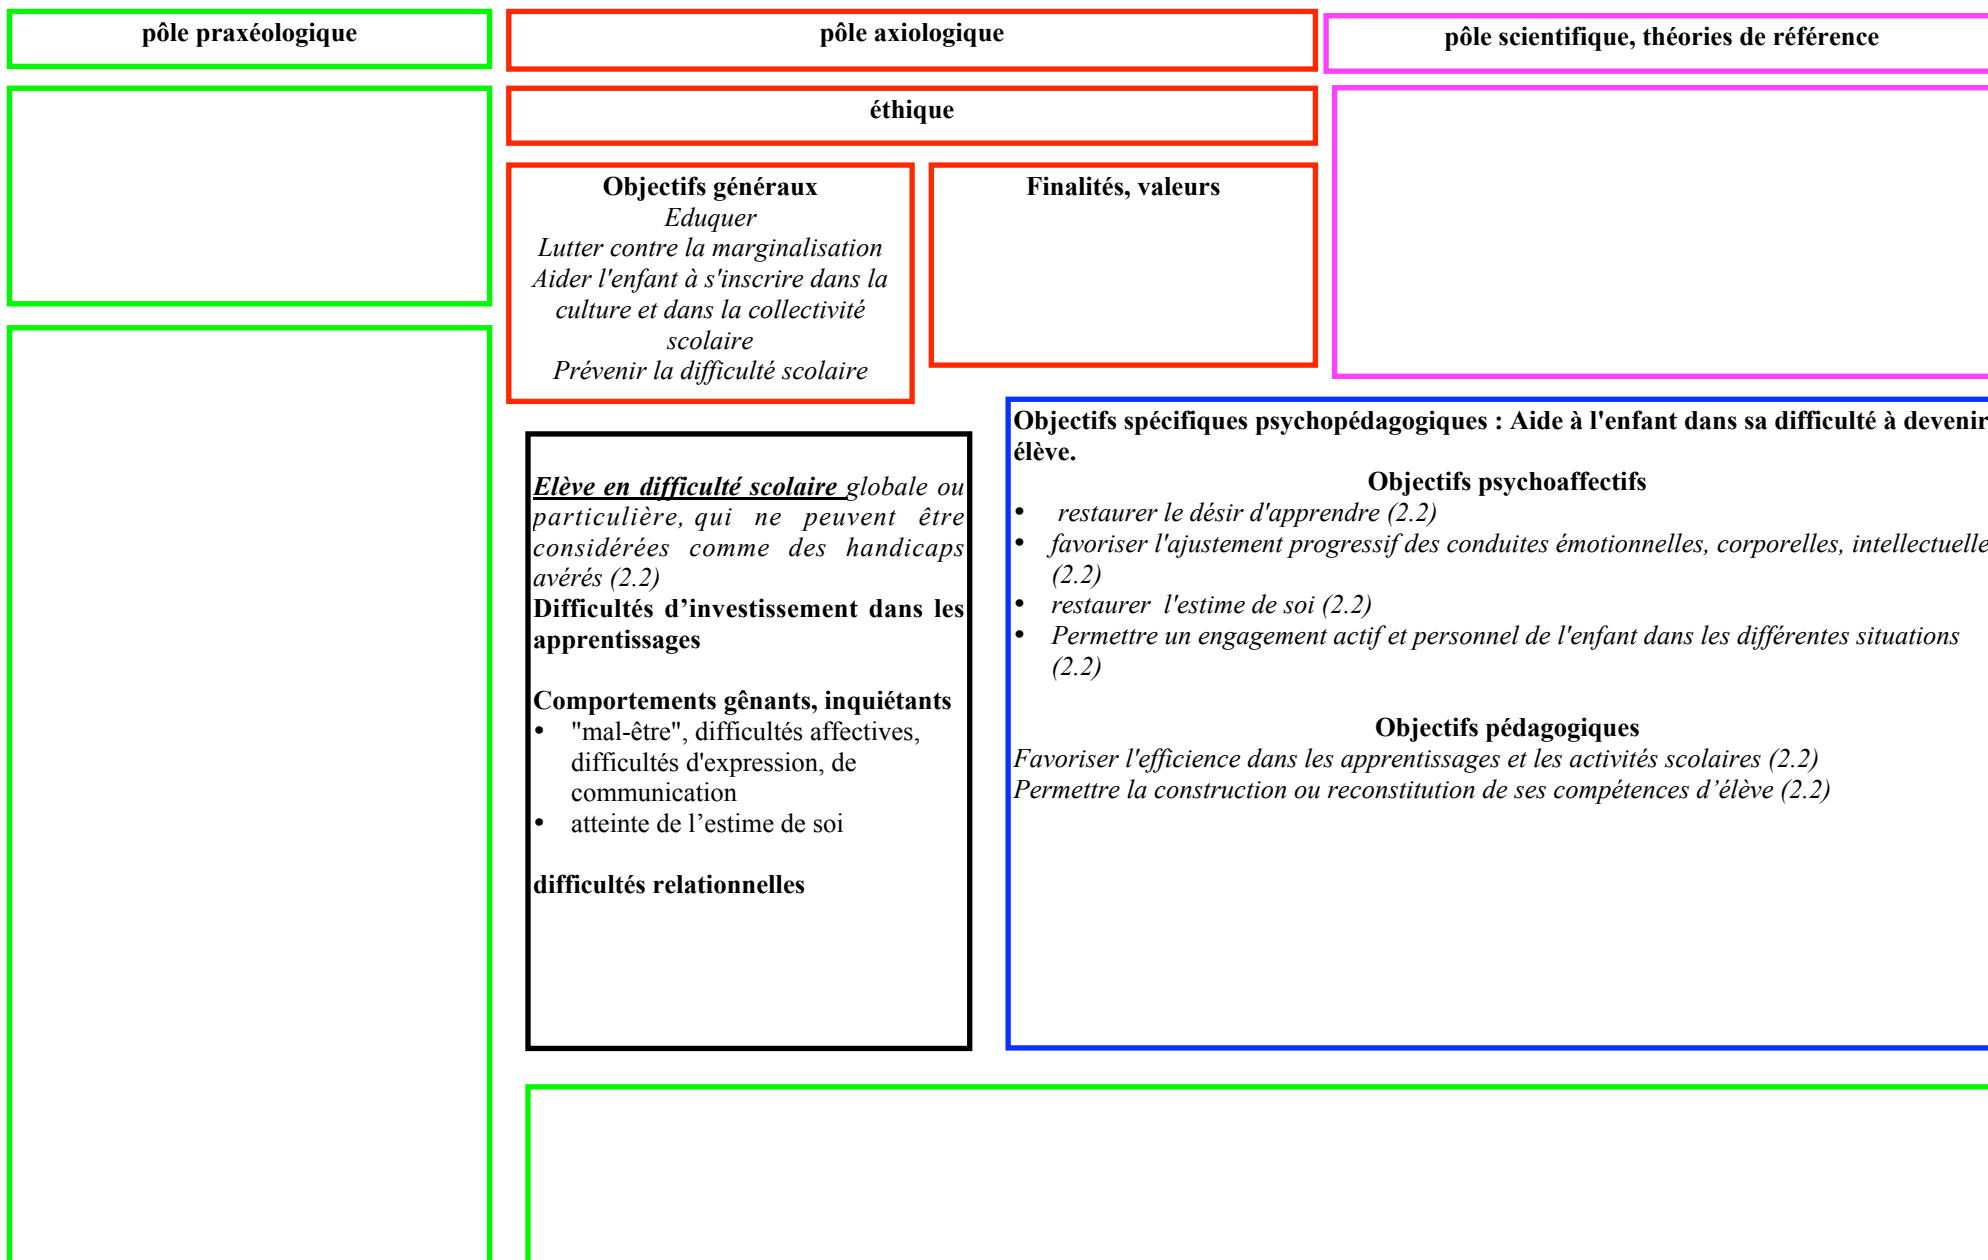 pôle praxéologique
pôle axiologique
pôle scientifique, théories de référence
éthique
Objectifs généraux
Eduquer
Lutter contre la marginalisation
Aider l'enfant à s'inscrire dans la
culture et dans la collectivité
scolaire
Prévenir la difficulté scolaire
Finalités, valeurs
Elève en difficulté scolaire globale ou
particulière, qui ne peuvent être
considérées comme des handicaps
avérés (2.2)
Difficultés d’investissement dans les
apprentissages
Comportements gênants, inquiétants
• "mal-être", difficultés affectives,
difficultés d'expression, de
communication
• atteinte de l’estime de soi
difficultés relationnelles
Objectifs spécifiques psychopédagogiques : Aide à l'enfant dans sa difficulté à devenir
élève.
Objectifs psychoaffectifs
• restaurer le désir d'apprendre (2.2)
• favoriser l'ajustement progressif des conduites émotionnelles, corporelles, intellectuelle
(2.2)
• restaurer l'estime de soi (2.2)
• Permettre un engagement actif et personnel de l'enfant dans les différentes situations
(2.2)
Objectifs pédagogiques
Favoriser l'efficience dans les apprentissages et les activités scolaires (2.2)
Permettre la construction ou reconstitution de ses compétences d’élève (2.2)